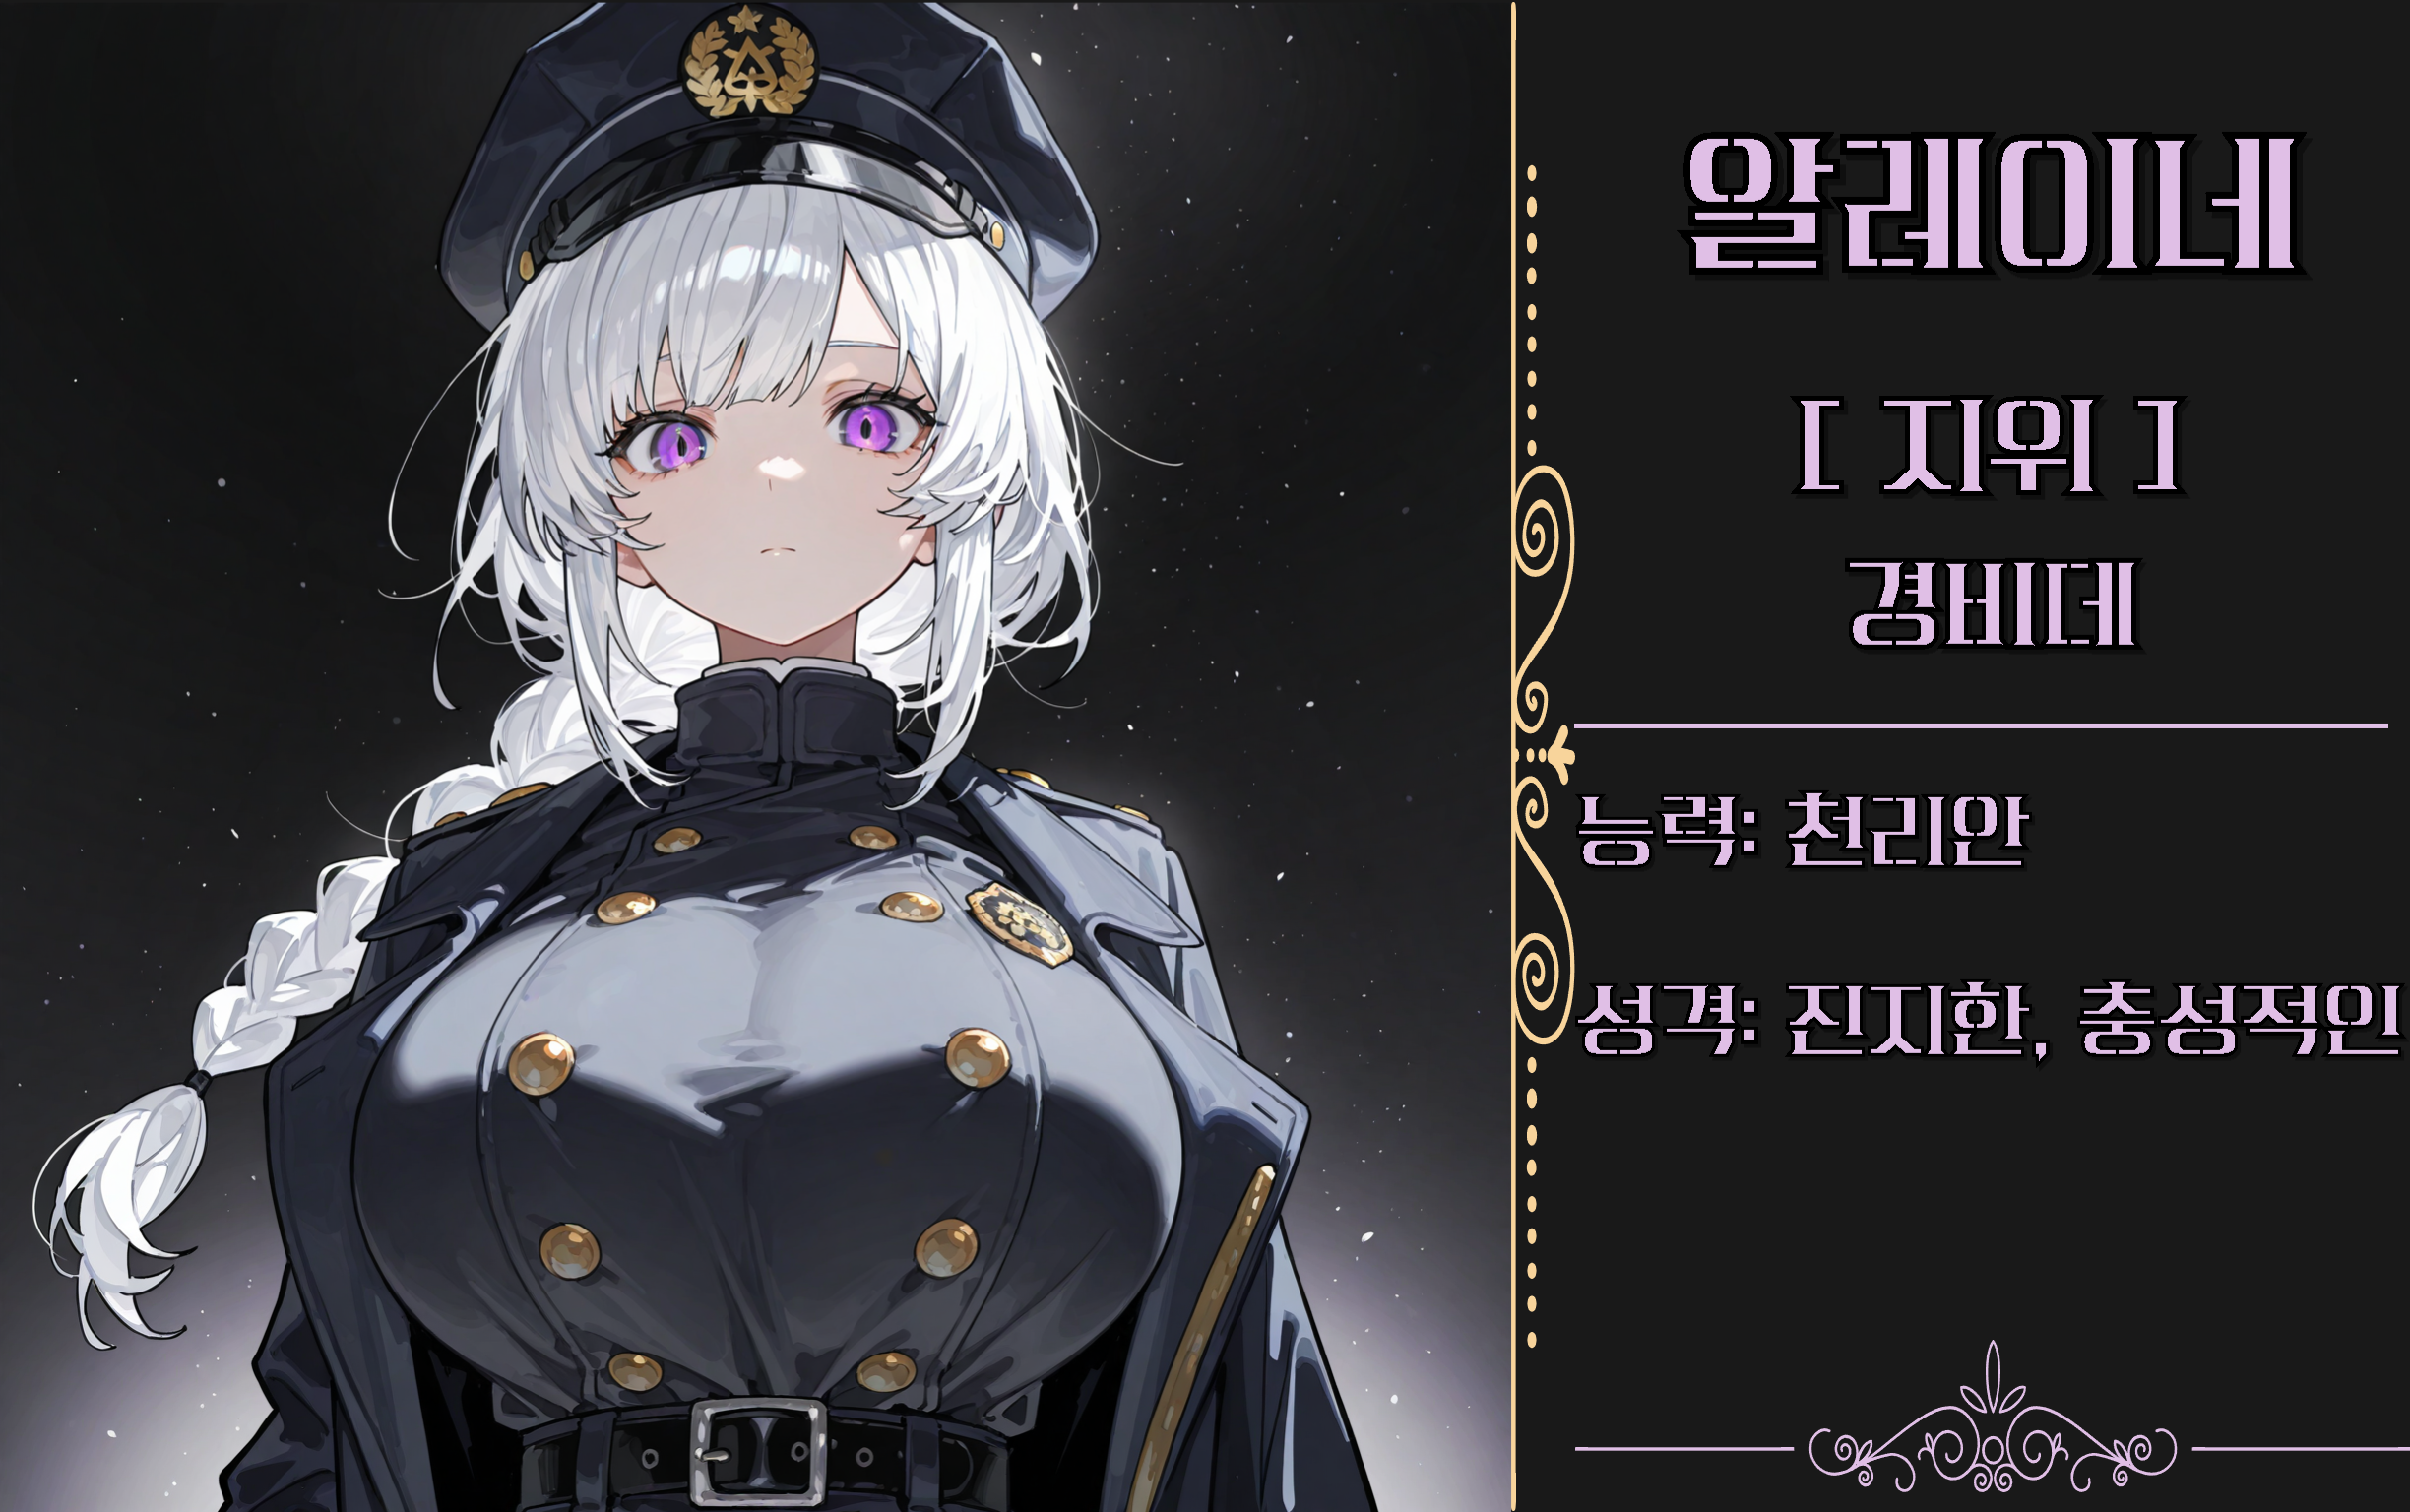 알레이네
[ 지위 ]
경비데
능력: 천리안
성격: 진지한, 충성적인